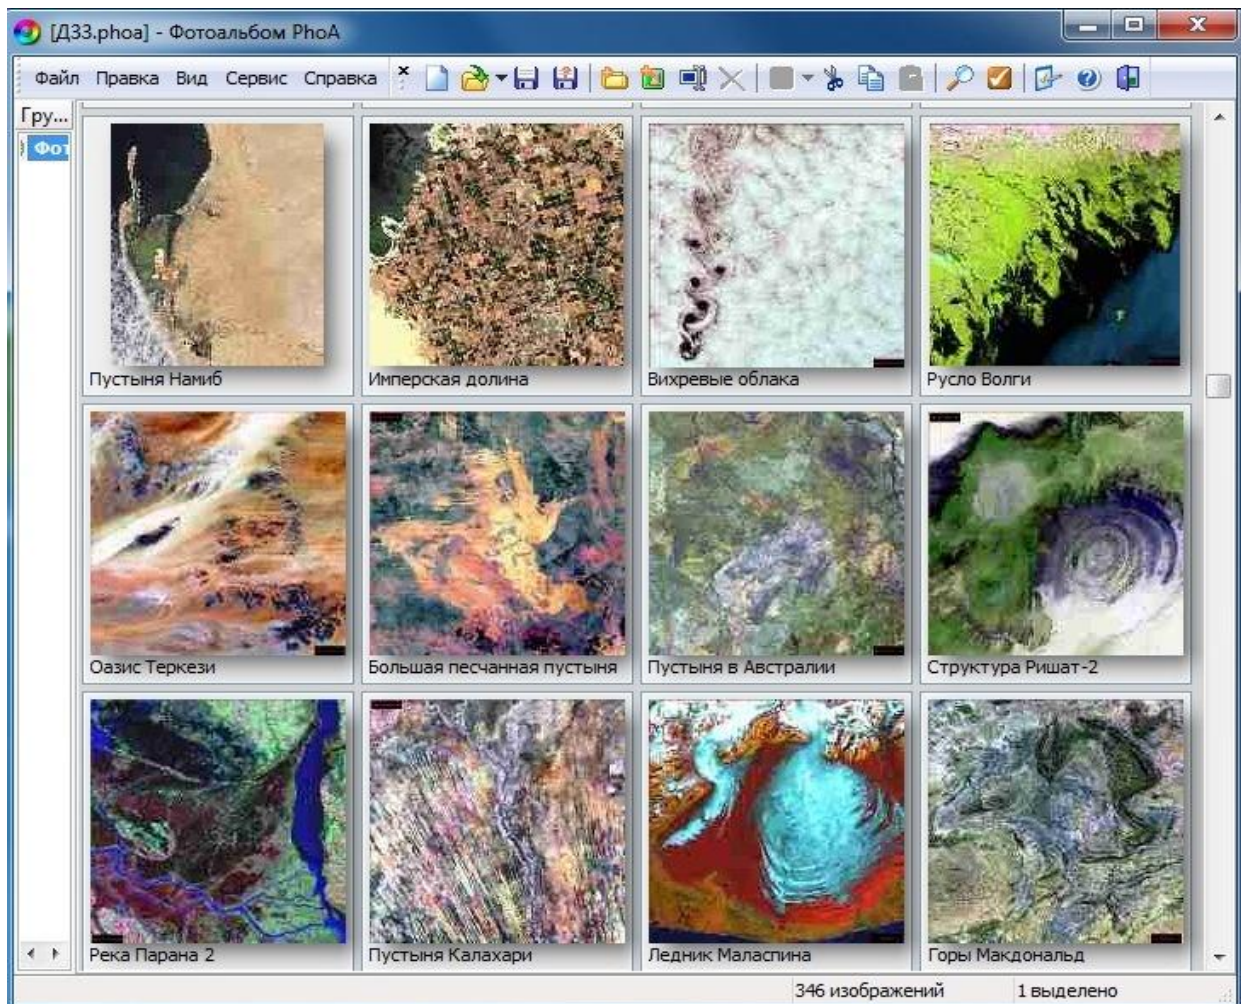 [ДЗЗ.phoa] - Фотоальбом PhoA
Файл Правка Вид Сервис Справка
Гру...
Фот
Пустыня Намиб
Имперская долина
Вихревые облака
Русло Волги
Оазис Теркези
Большая песчанная пустыня
Пустыня в Австралии
Структура Ришат-2
Река Парана 2
Пустыня Калахари
Ледник Маласпина
Горы Макдональд
346 изображений
1 выделено